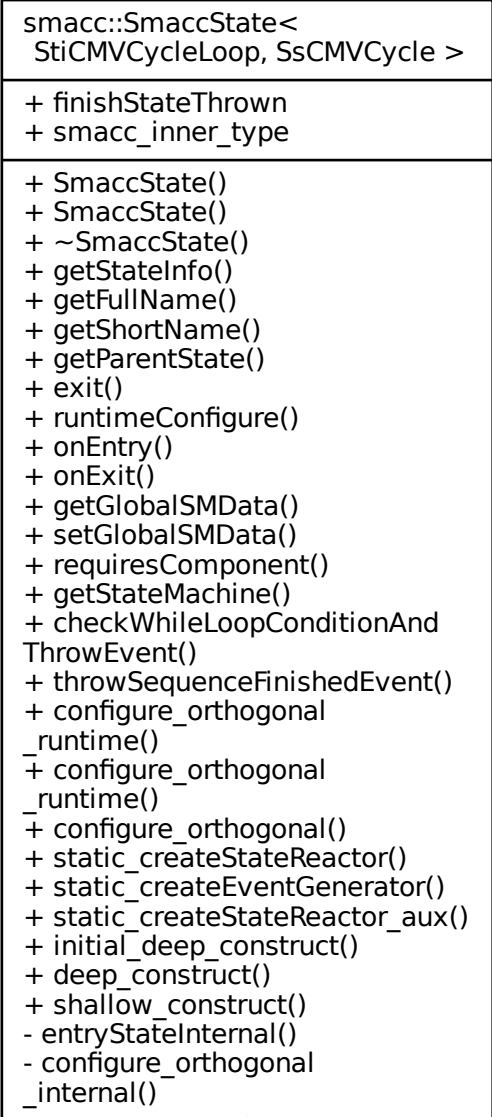 smacc::SmaccState<
StiCMVCycleLoop, SsCMVCycle >
+ finishStateThrown
+ smacc_inner_type
+ SmaccState()
+ SmaccState()
+ ~SmaccState()
+ getStateInfo()
+ getFullName()
+ getShortName()
+ getParentState()
+ exit()
+ runtimeConfigure()
+ onEntry()
+ onExit()
+ getGlobalSMData()
+ setGlobalSMData()
+ requiresComponent()
+ getStateMachine()
+ checkWhileLoopConditionAnd
ThrowEvent()
+ throwSequenceFinishedEvent()
+ configure_orthogonal
_runtime()
+ configure_orthogonal
_runtime()
+ configure_orthogonal()
+ static_createStateReactor()
+ static_createEventGenerator()
+ static_createStateReactor_aux()
+ initial_deep_construct()
+ deep_construct()
+ shallow_construct()
- entryStateInternal()
- configure_orthogonal
_internal()